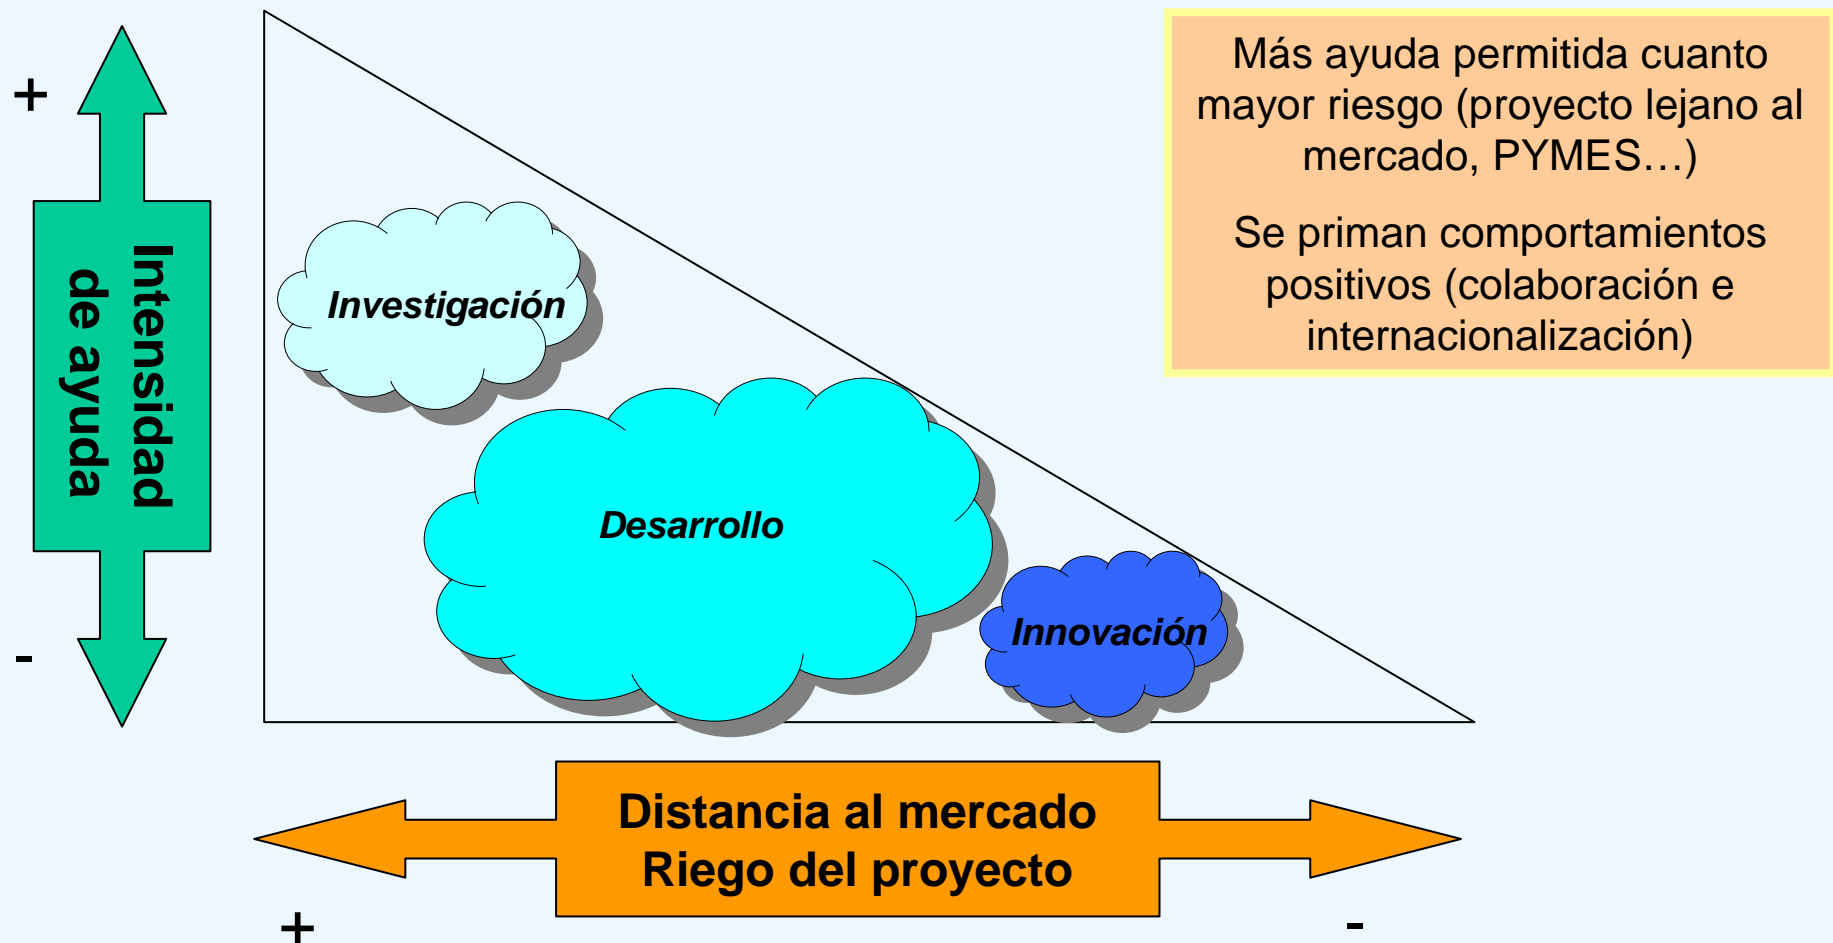 Más ayuda permitida cuanto
mayor riesgo (proyecto lejano al
mercado, PYMES…)
Se priman comportamientos
positivos (colaboración e
internacionalización)
+
Intensidad
de ayuda
-
Investigación
Desarrollo
Innovación
Distancia al mercado
Riego del proyecto
+
-